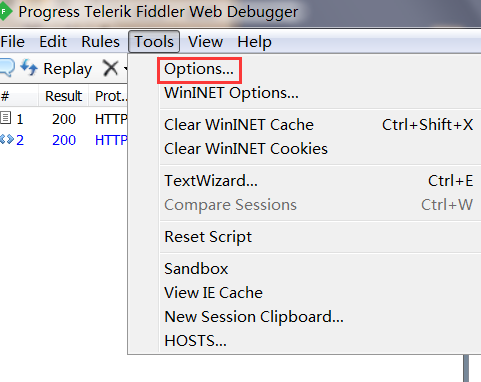 Progress Telerik Fiddler Web Debugger
File Edit Rules Tools View Help
Replay
# Result Prot...
1 200 HTTP
2 200 HTTP
Options...
WinINET Options...
Clear WinINET Cache Ctrl+Shift+X
Clear WinINET Cookies
TextWizard... Ctrl+E
Compare Sessions Ctrl+W
Reset Script
Sandbox
View IE Cache
New Session Clipboard...
HOSTS...